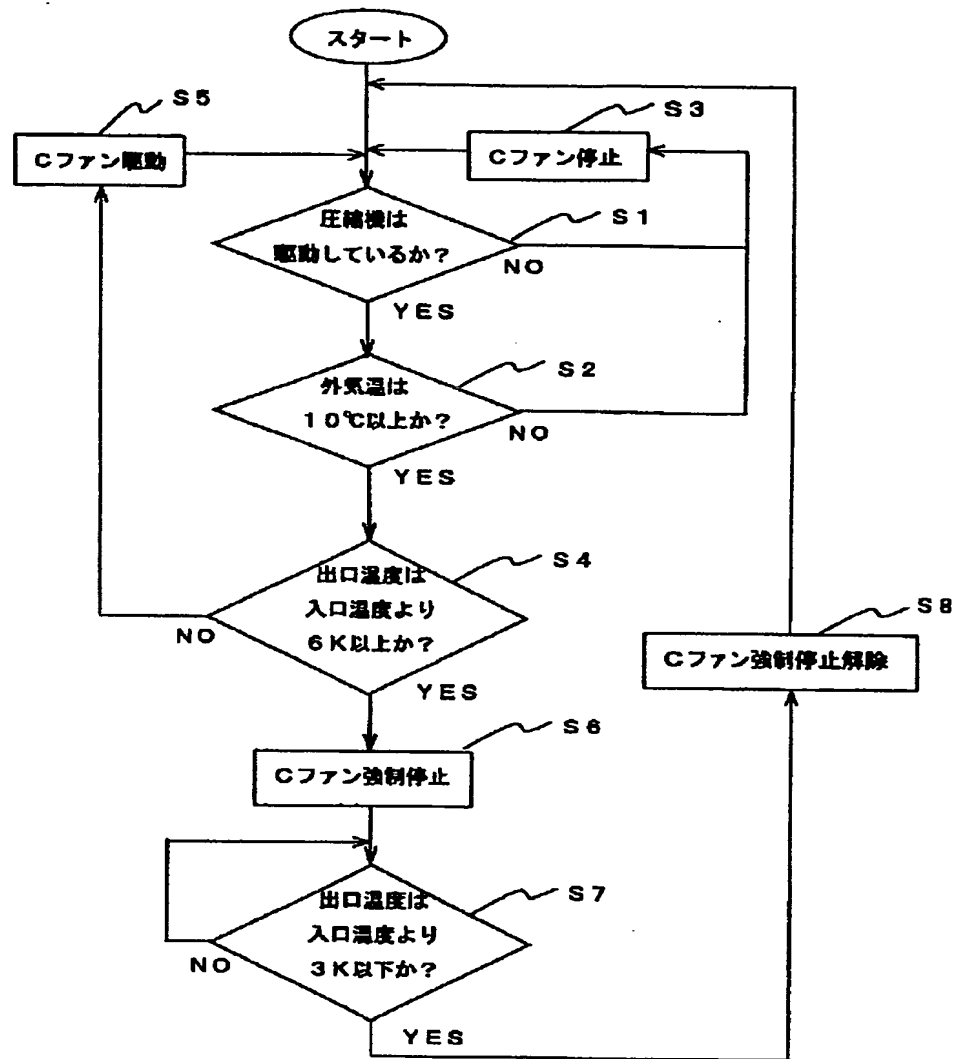 スタート
S5
S3
Cファン駆動
Cファン停止
圧縮機は
駆動しているか?
S1
NO
YES
S2
外気温は
10℃以上か?
NO
YES
S4
出口温度は
入口温度より
6K以上か?
NO
YES
S8
Cファン強制停止解除
S6
Cファン強制停止
S7
出口温度は
入口温度より
3K以下か?
NO
YES